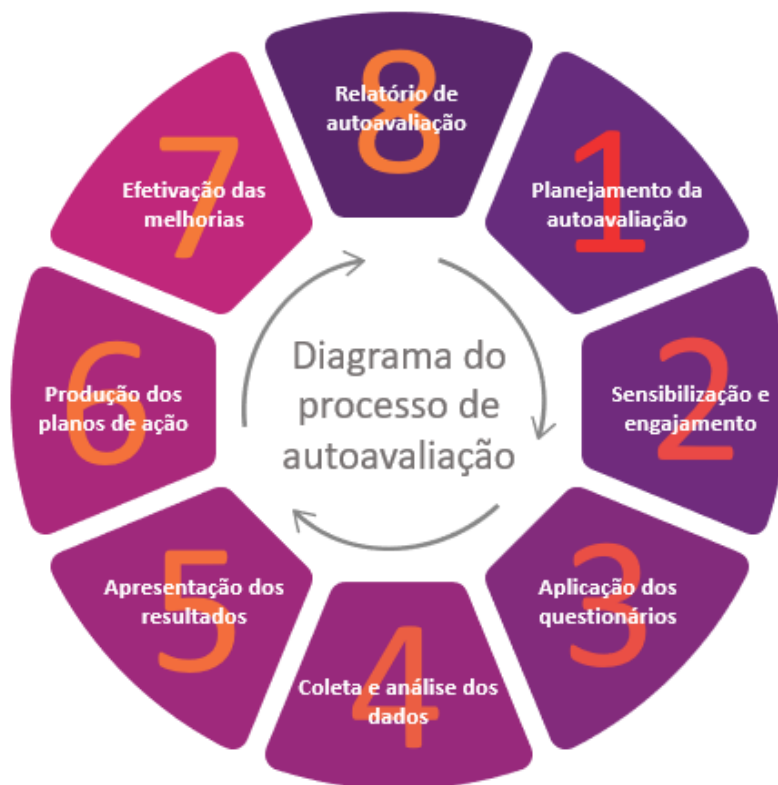 8
Relatório de
autoavaliação
1
Planejamento da
autoavaliação
2
Sensibilização e
engajamento
3
Aplicação dos
questionários
4
Coleta e análise dos
dados
5
Apresentação dos
resultados
6
Produção dos
planos de ação
7
Efetivação das
melhorias
Diagrama do
processo de
autoavaliação